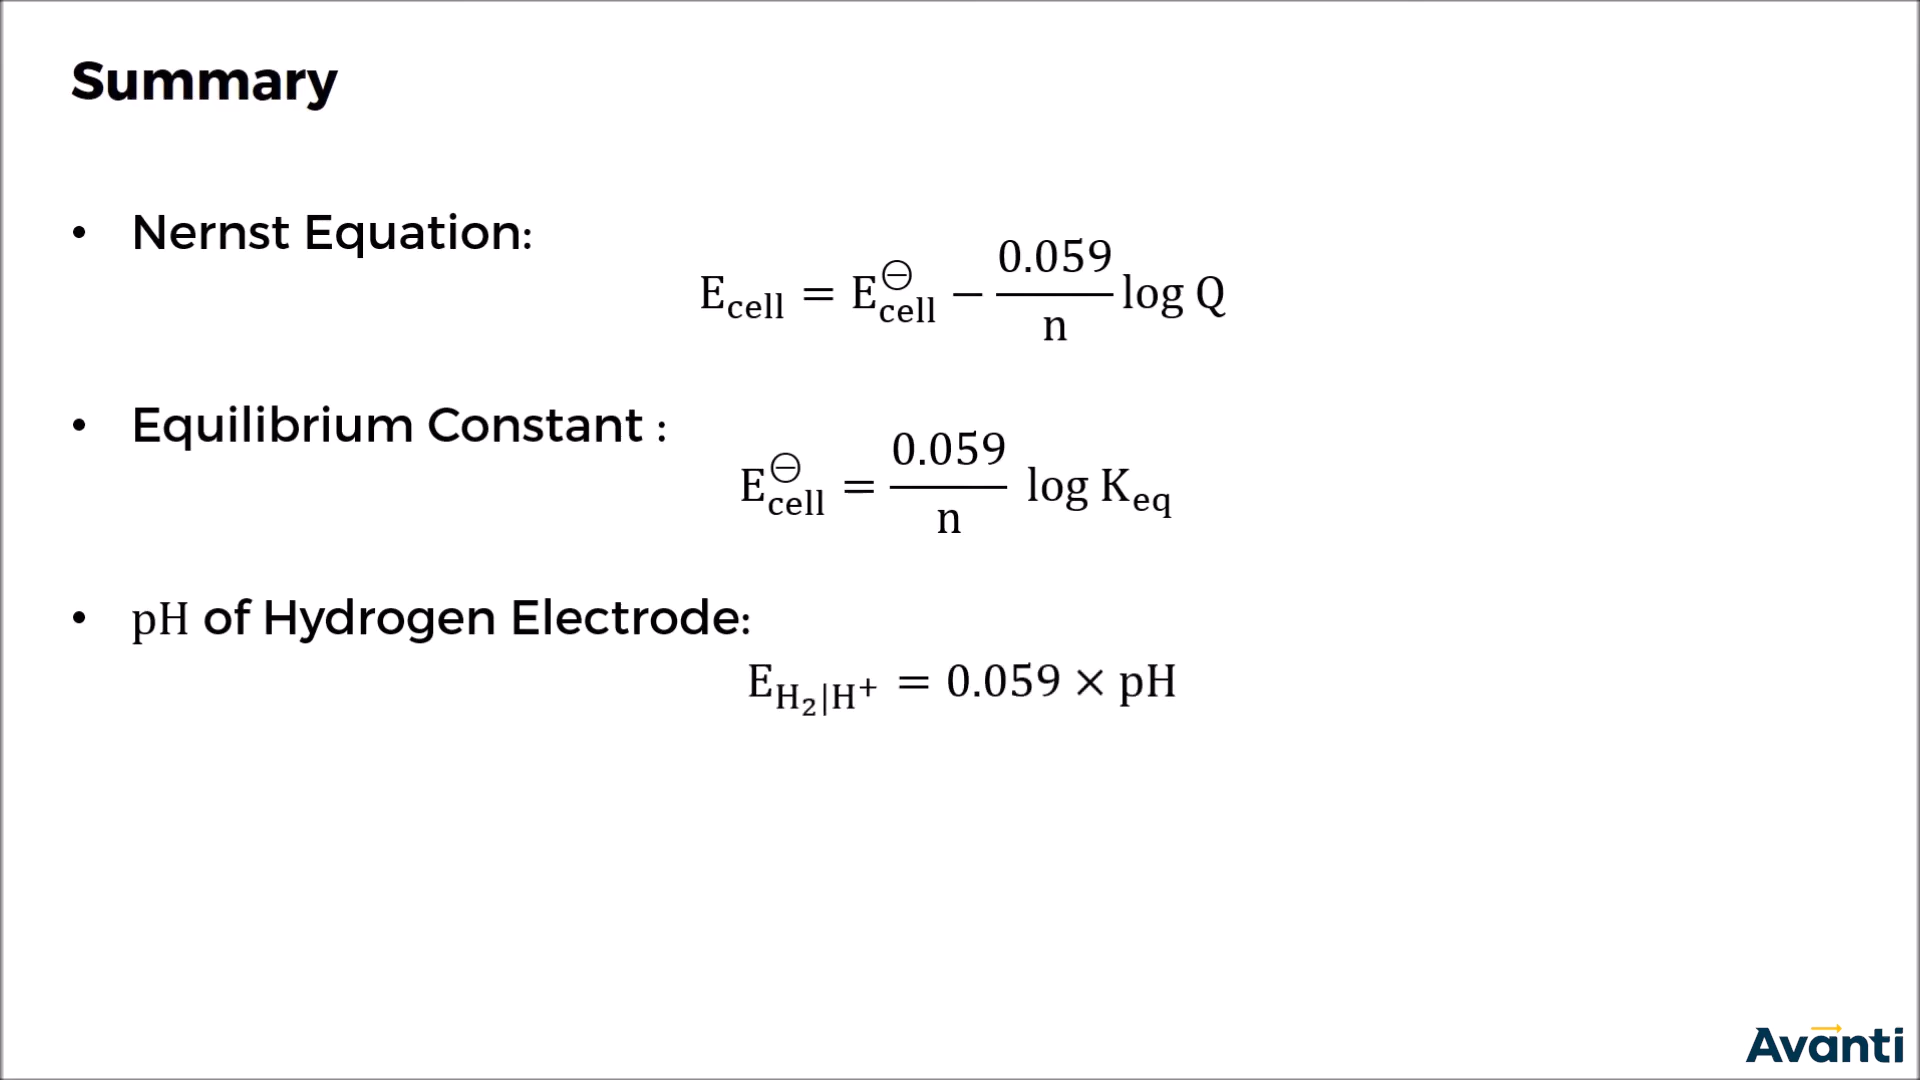 Summary
• Nernst Equation:
E_cell = E^⊖_cell − 0.059/n log Q
• Equilibrium Constant :
E^⊖_cell = 0.059/n log K_eq
• pH of Hydrogen Electrode:
E_H₂|H⁺ = 0.059 × pH
Avanti